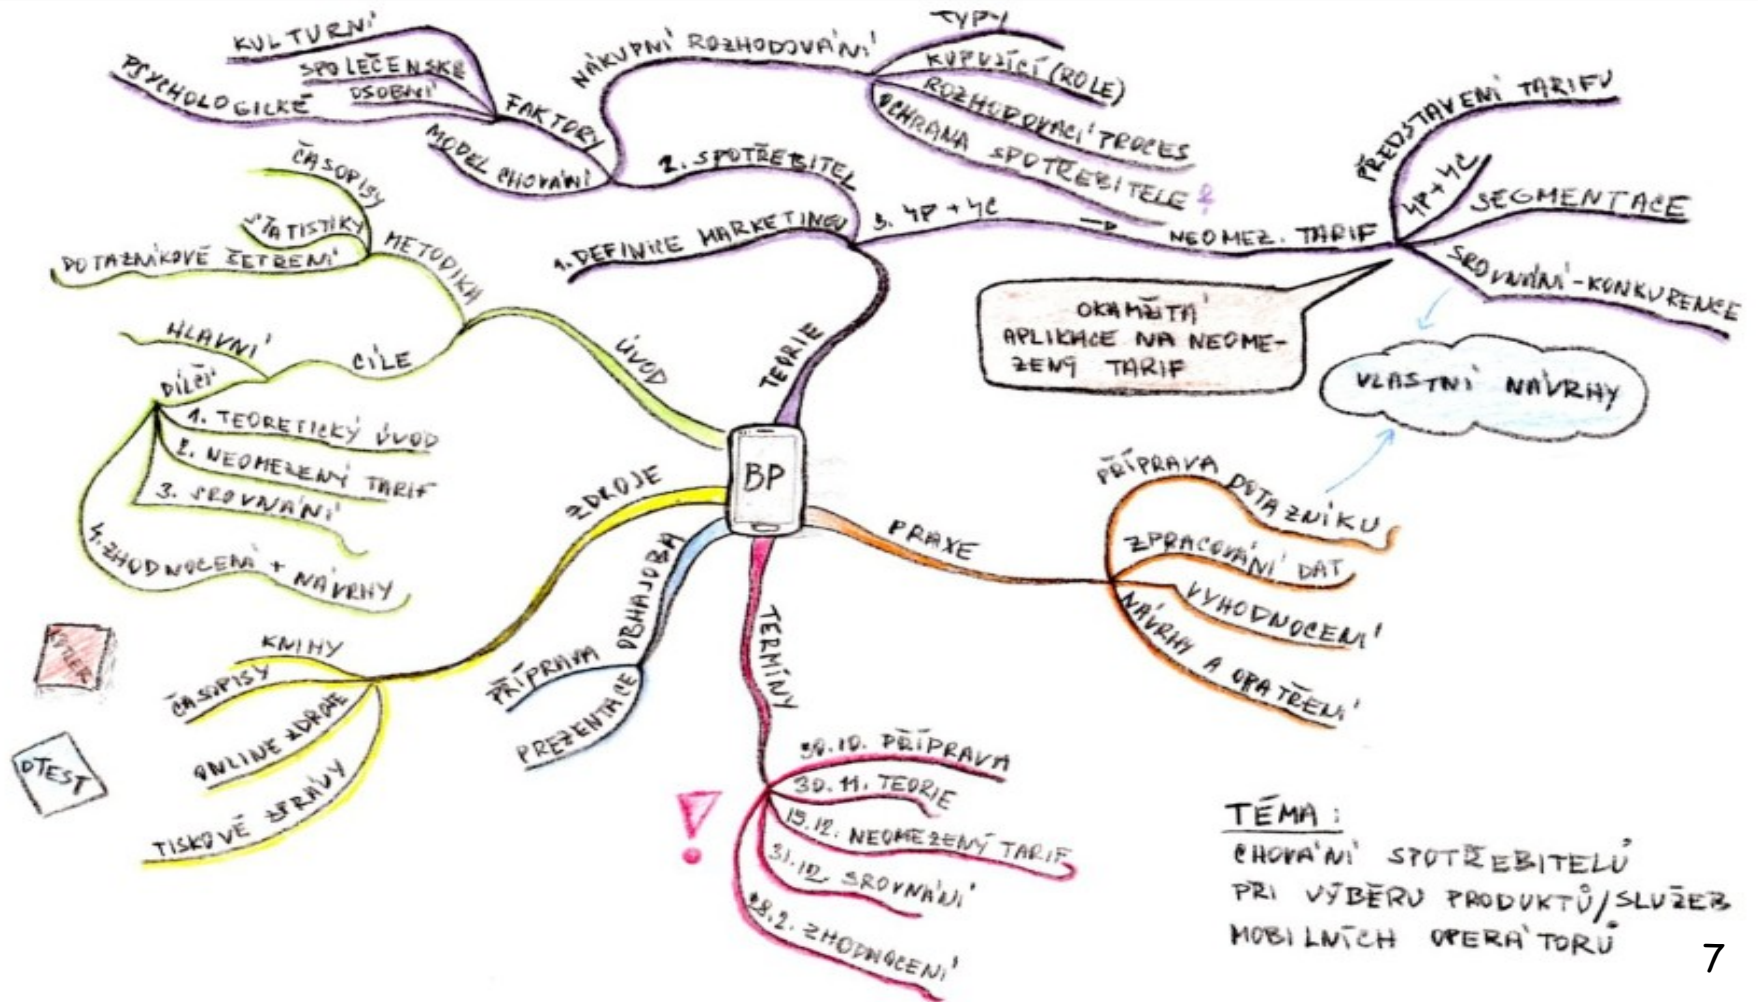 BP
TEORIE
1. DEFINICE MARKETINGU
2. SPOTŘEBITEL
FAKTORY
KULTURNÍ
SPOLEČENSKÉ
OSOBNÍ
PSYCHOLOGICKÉ
MODEL CHOVÁNÍ
NÁKUPNÍ ROZHODOVÁNÍ
TYPY
KUPUJÍCÍ (ROLE)
ROZHODOVACÍ PROCES
OCHRANA SPOTŘEBITELE ?
3. 4P + 4C →
NEOMEZ. TARIF
PŘEDSTAVENÍ TARIFU
4P + 4C
SEGMENTACE
SROVNÁNÍ - KONKURENCE
OKAMŽITÁ
APLIKACE NA NEOME-
ZENÝ TARIF
VLASTNÍ NÁVRHY
ÚVOD
METODIKA
ČASOPISY
STATISTIKY
DOTAZNÍKOVÉ ŠETŘENÍ
CÍLE
HLAVNÍ
DÍLČÍ
1. TEORETICKÝ ÚVOD
2. NEOMEZENÝ TARIF
3. SROVNÁNÍ
4. ZHODNOCENÍ + NÁVRHY
ZDROJE
KNIHY
ČASOPISY
ONLINE ZDROJE
TISKOVÉ ZPRÁVY
DTEST
OBHAJOBA
PŘÍPRAVA
PREZENTACE
TERMÍNY
30.10. PŘÍPRAVA
30.11. TEORIE
15.12. NEOMEZENÝ TARIF
31.12. SROVNÁNÍ
28.2. ZHODNOCENÍ
!
PRAXE
PŘÍPRAVA DOTAZNÍKU
ZPRACOVÁNÍ DAT
VYHODNOCENÍ
NÁVRHY A OPATŘENÍ
TÉMA:
CHOVÁNÍ SPOTŘEBITELŮ
PŘI VÝBĚRU PRODUKTŮ/SLUŽEB
MOBILNÍCH OPERÁTORŮ
7